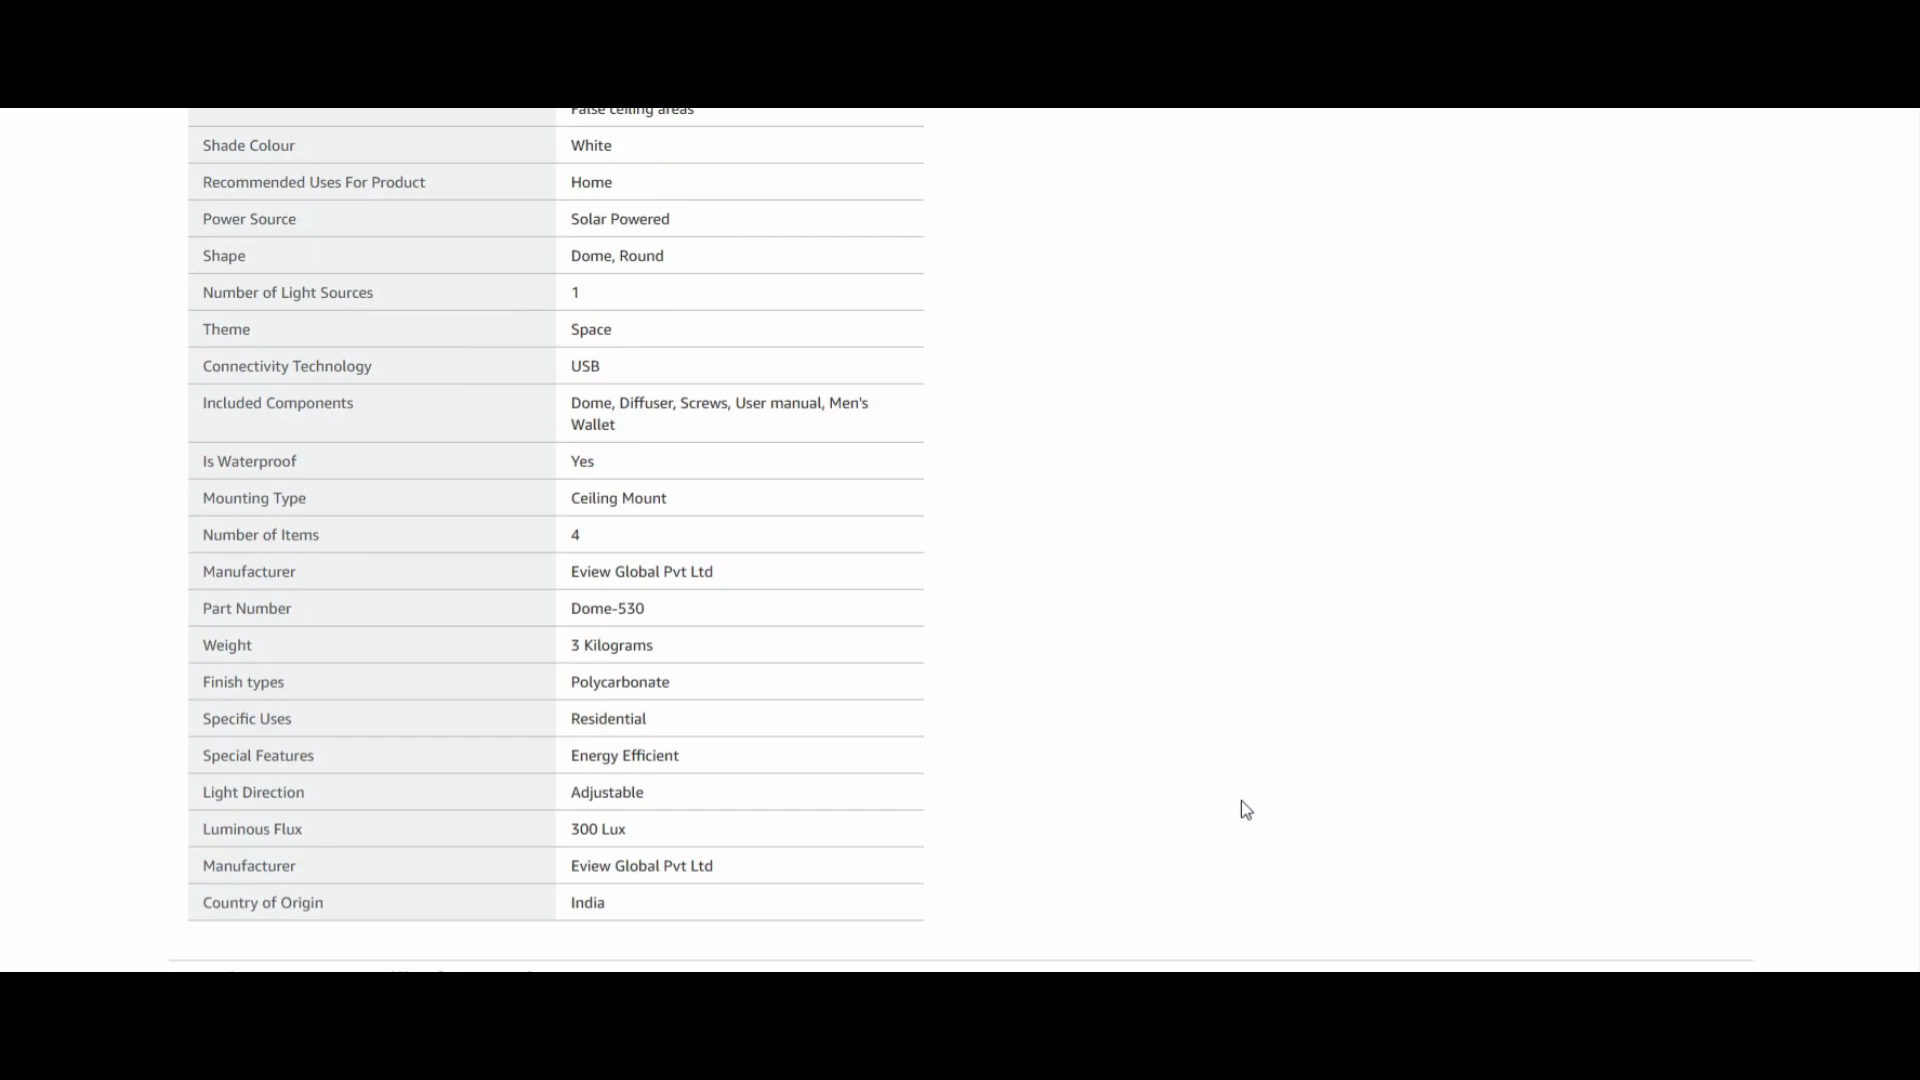 False ceiling areas
Shade Colour White
Recommended Uses For Product Home
Power Source Solar Powered
Shape Dome, Round
Number of Light Sources 1
Theme Space
Connectivity Technology USB
Included Components Dome, Diffuser, Screws, User manual, Men's
Wallet
Is Waterproof Yes
Mounting Type Ceiling Mount
Number of Items 4
Manufacturer Eview Global Pvt Ltd
Part Number Dome-530
Weight 3 Kilograms
Finish types Polycarbonate
Specific Uses Residential
Special Features Energy Efficient
Light Direction Adjustable
Luminous Flux 300 Lux
Manufacturer Eview Global Pvt Ltd
Country of Origin India